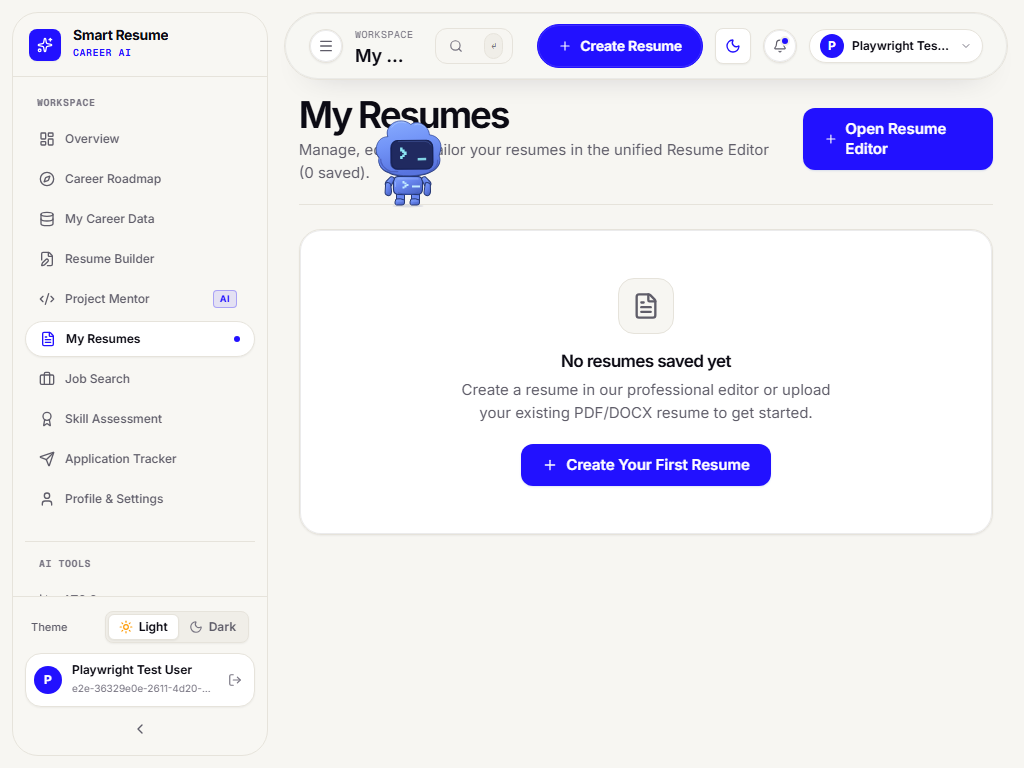 Smart Resume
CAREER AI
WORKSPACE
Overview
Career Roadmap
My Career Data
Resume Builder
Project Mentor
AI
My Resumes
Job Search
Skill Assessment
Application Tracker
Profile & Settings
AI TOOLS
Theme
Light
Dark
P
Playwright Test User
e2e-36329e0e-2611-4d20-...
WORKSPACE
My ...
Create Resume
P
Playwright Tes...
My Resumes
Manage, tailor your resumes in the unified Resume Editor
(0 saved).
Open Resume
Editor
No resumes saved yet
Create a resume in our professional editor or upload
your existing PDF/DOCX resume to get started.
Create Your First Resume